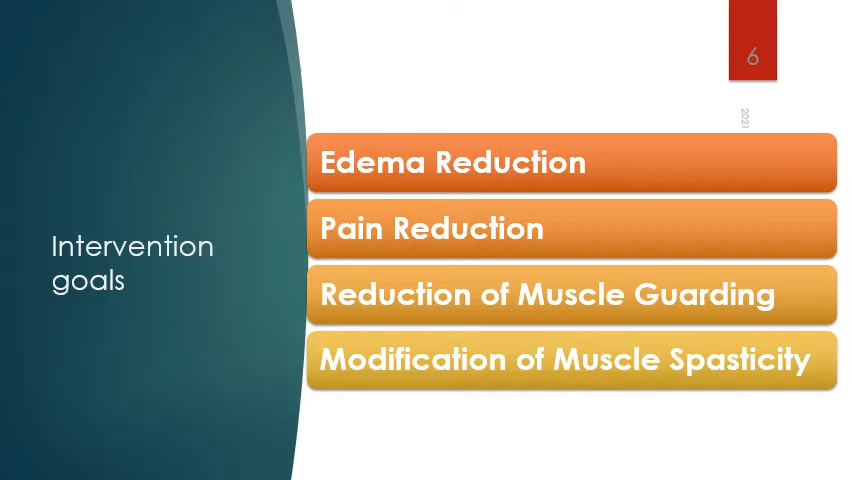 6
2021
Edema Reduction
Pain Reduction
Reduction of Muscle Guarding
Modification of Muscle Spasticity
Intervention
goals